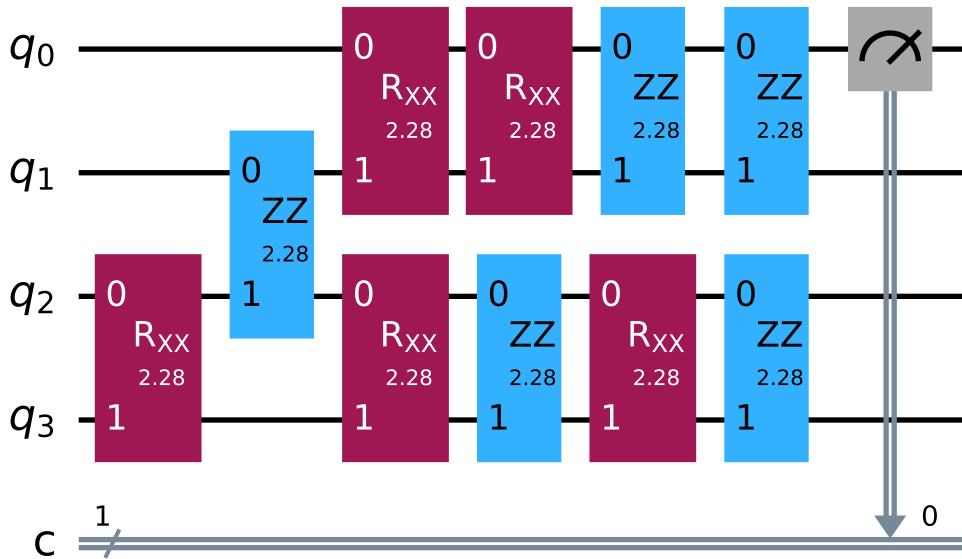 q0 0 0 0 0
RXX RXX ZZ ZZ
2.28 2.28 2.28 2.28
q1 0 1 1 1 1
ZZ
2.28
q2 0 1 0 0 0 0
RXX RXX ZZ RXX ZZ
2.28 2.28 2.28 2.28 2.28
q3 1 1 1 1 1
1 0
c